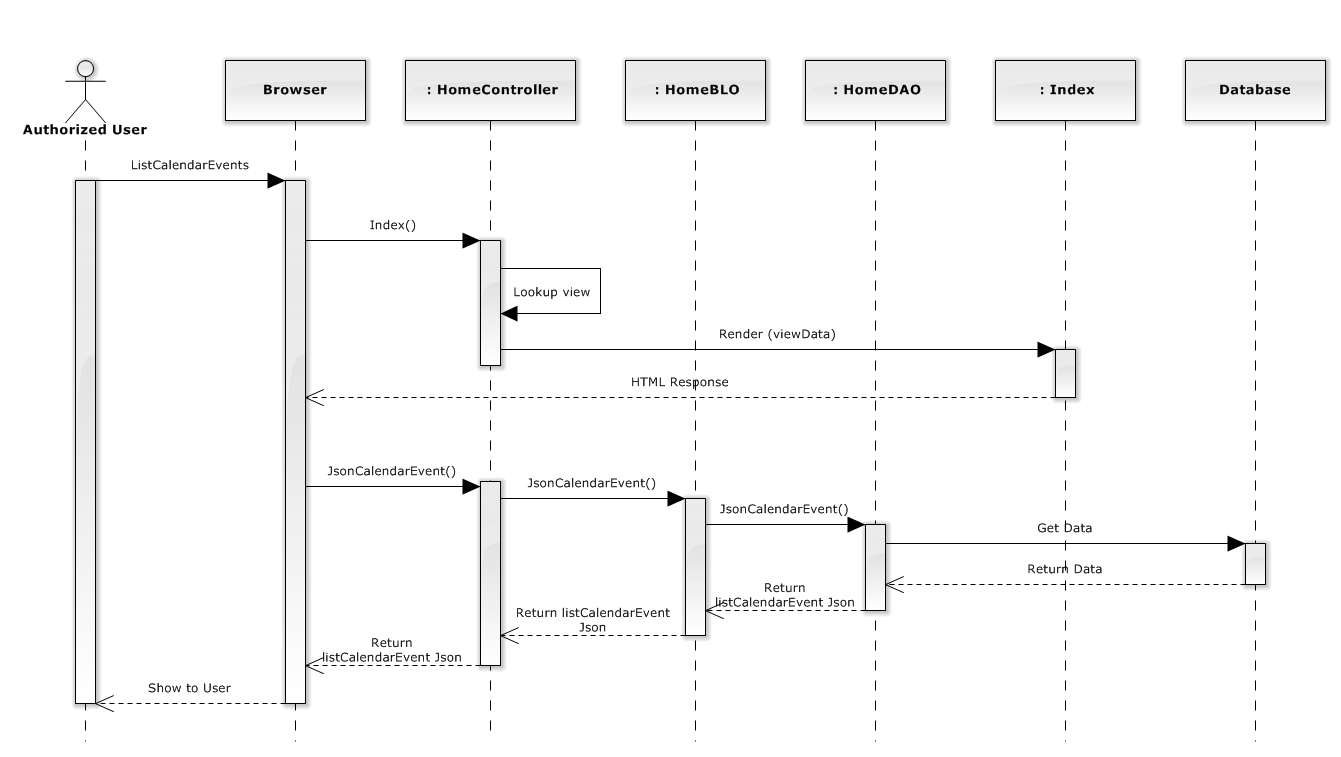 Authorized User
Browser
: HomeController
: HomeBLO
: HomeDAO
: Index
Database
ListCalendarEvents
Index()
Lookup view
Render (viewData)
HTML Response
JsonCalendarEvent()
JsonCalendarEvent()
JsonCalendarEvent()
Get Data
Return Data
Return
listCalendarEvent Json
Return listCalendarEvent
Json
Return
listCalendarEvent Json
Show to User